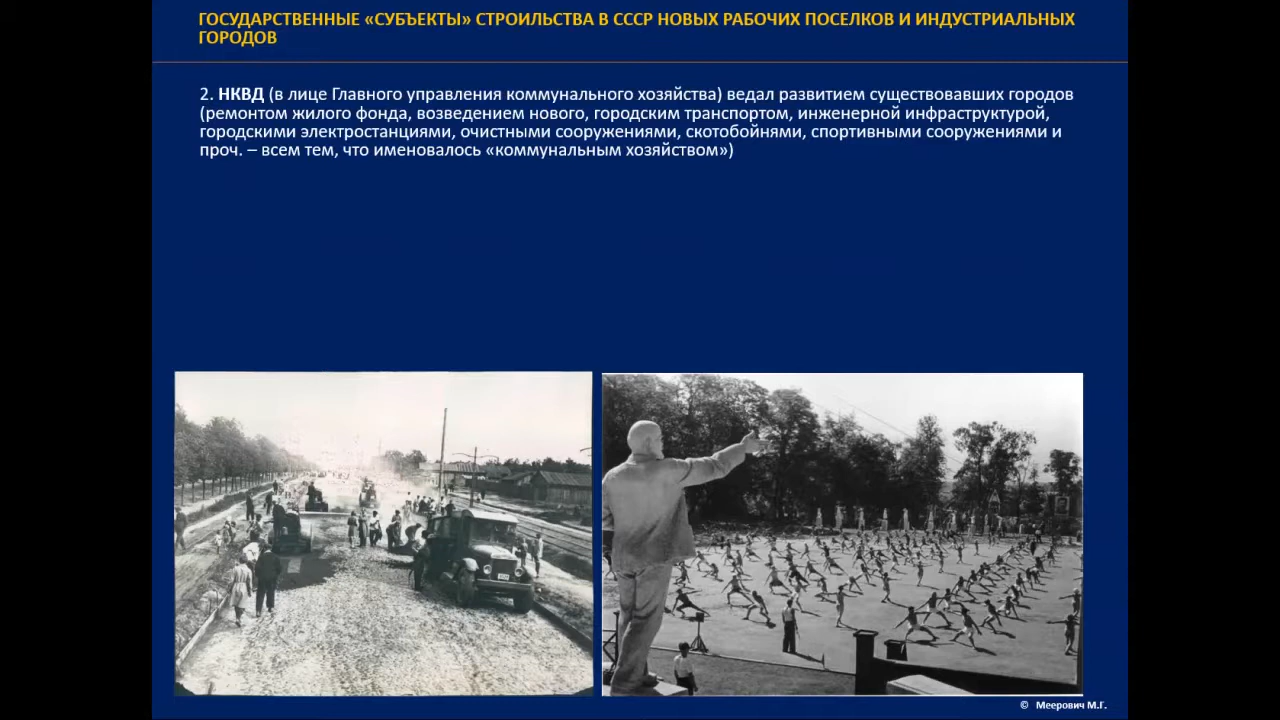 ГОСУДАРСТВЕННЫЕ «СУБЪЕКТЫ» СТРОИЛЬСТВА В СССР НОВЫХ РАБОЧИХ ПОСЕЛКОВ И ИНДУСТРИАЛЬНЫХ
ГОРОДОВ
2. НКВД (в лице Главного управления коммунального хозяйства) ведал развитием существовавших городов
(ремонтом жилого фонда, возведением нового, городским транспортом, инженерной инфраструктурой,
городскими электростанциями, очистными сооружениями, скотобойнями, спортивными сооружениями и
проч. – всем тем, что именовалось «коммунальным хозяйством»)
© Меерович М.Г.